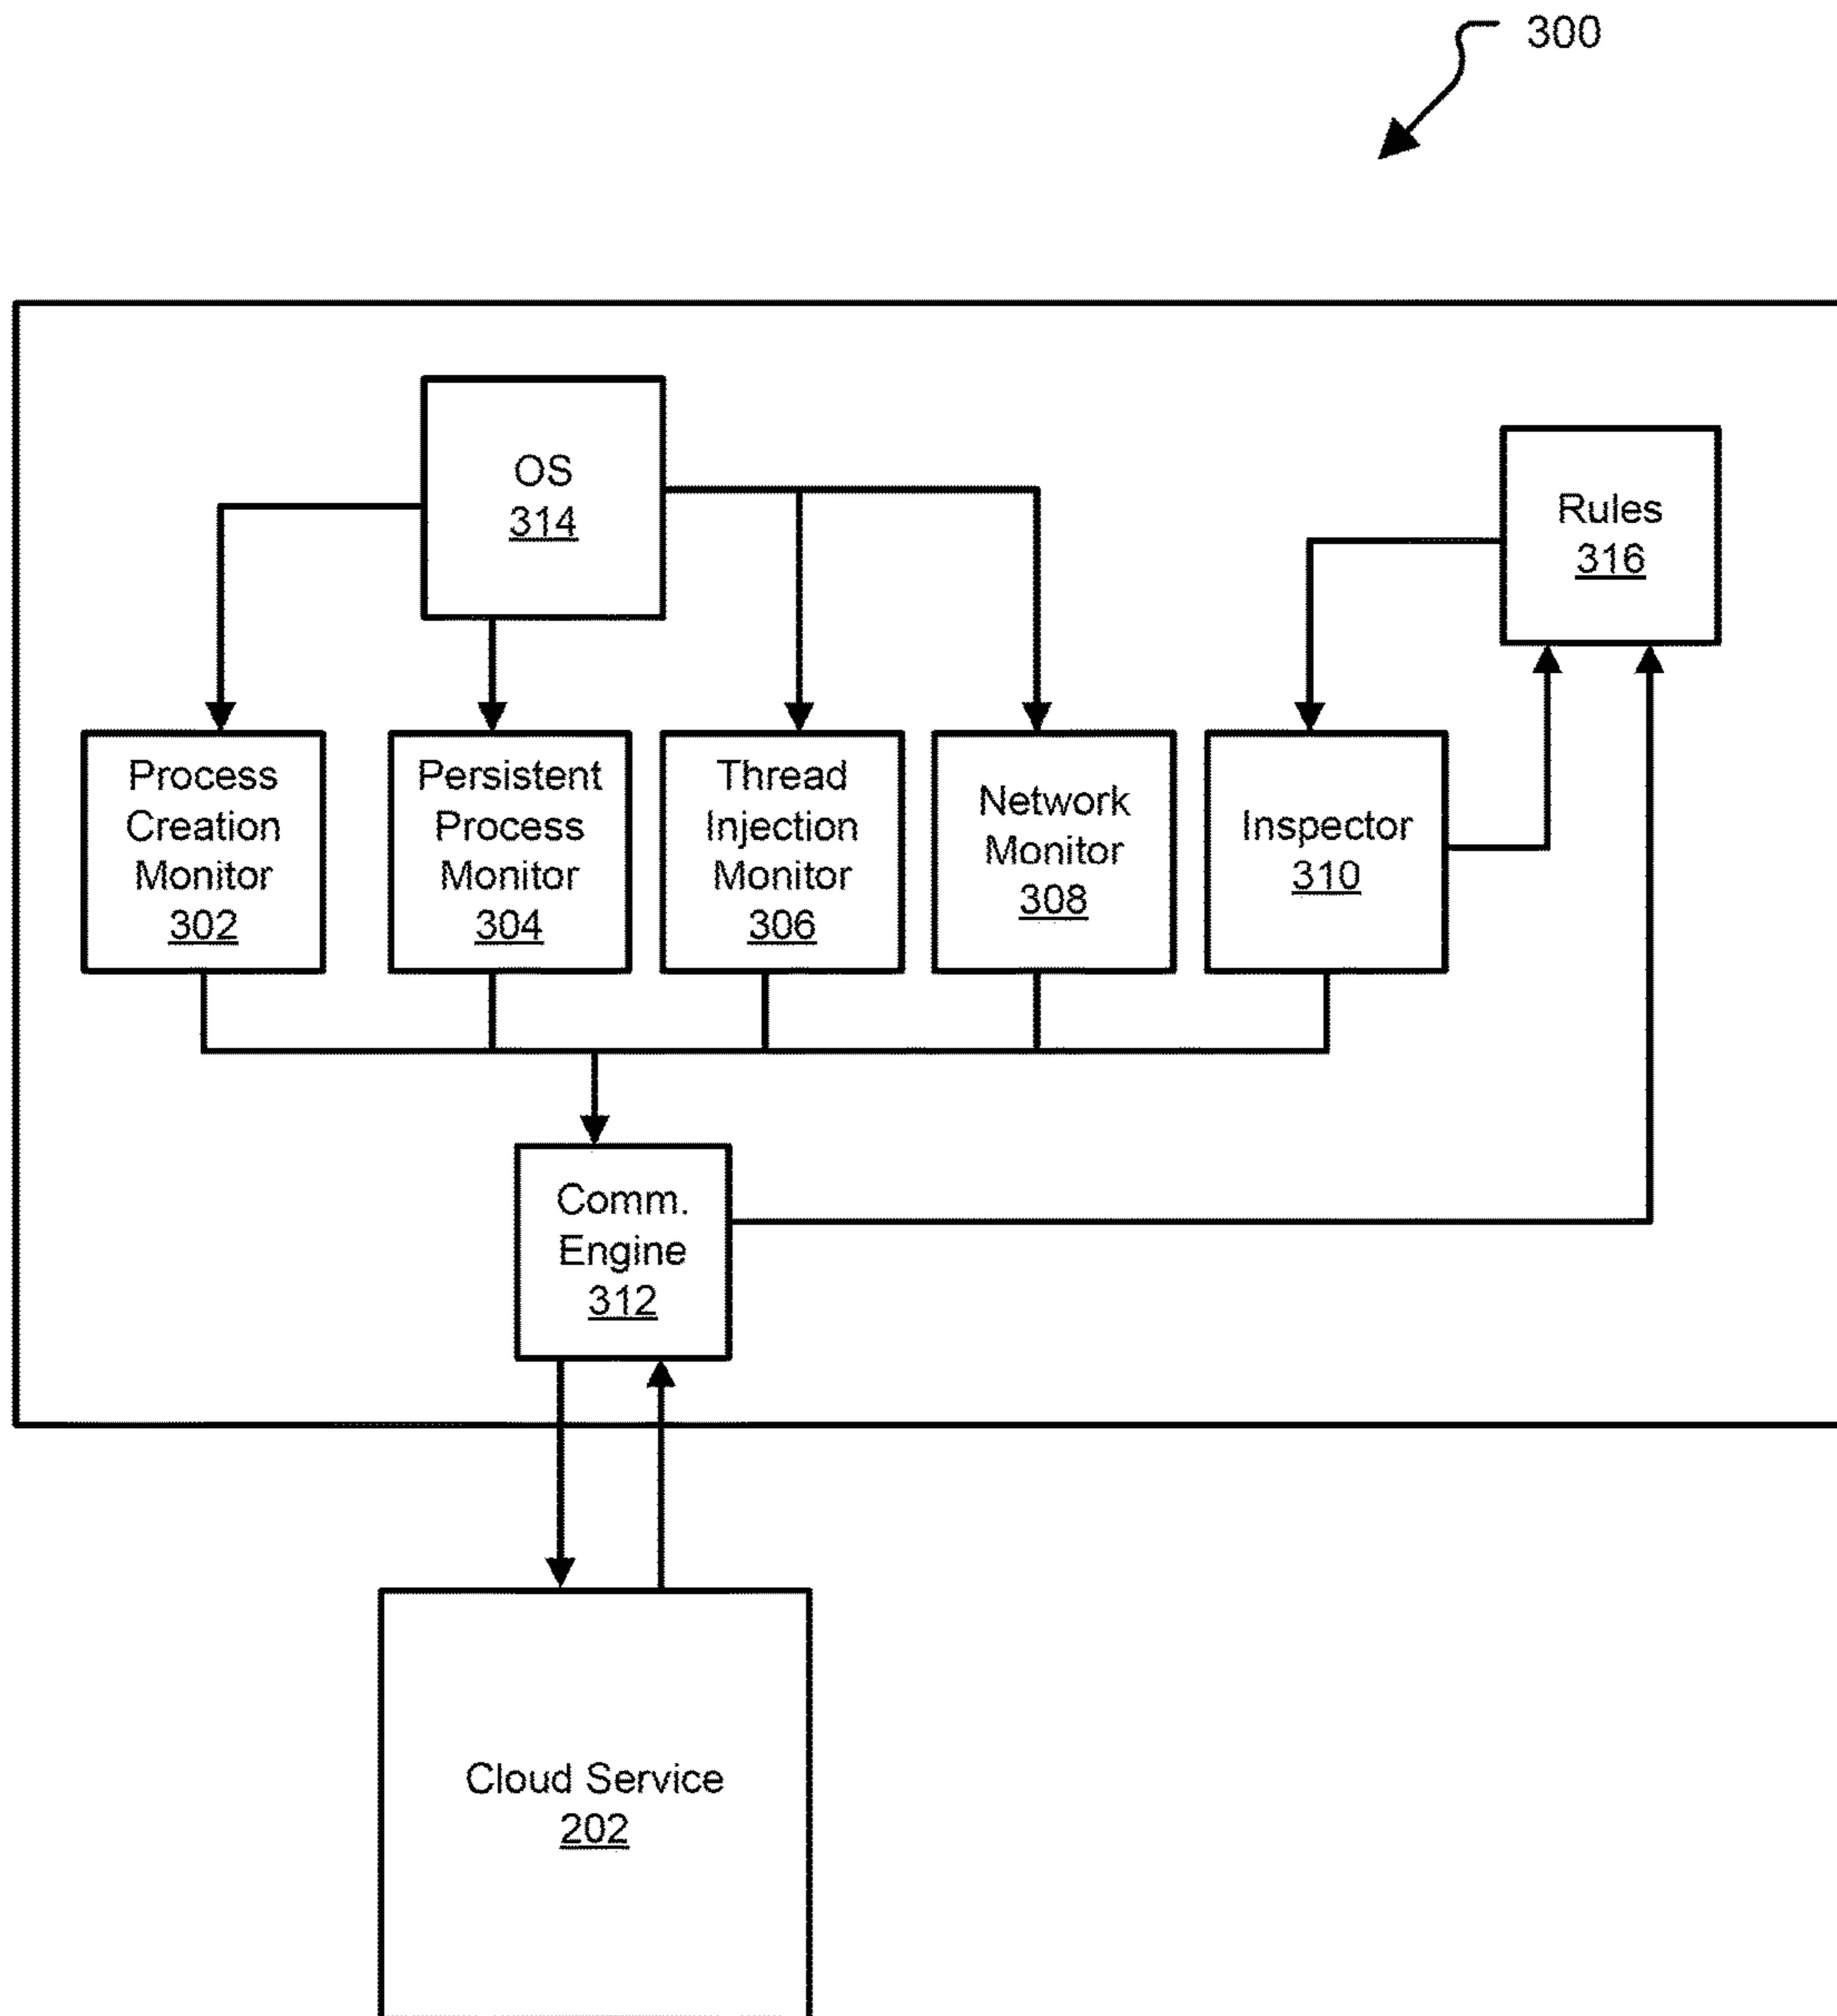 300
OS
314
Rules
316
Process
Creation
Monitor
302
Persistent
Process
Monitor
304
Thread
Injection
Monitor
306
Network
Monitor
308
Inspector
310
Comm.
Engine
312
Cloud Service
202